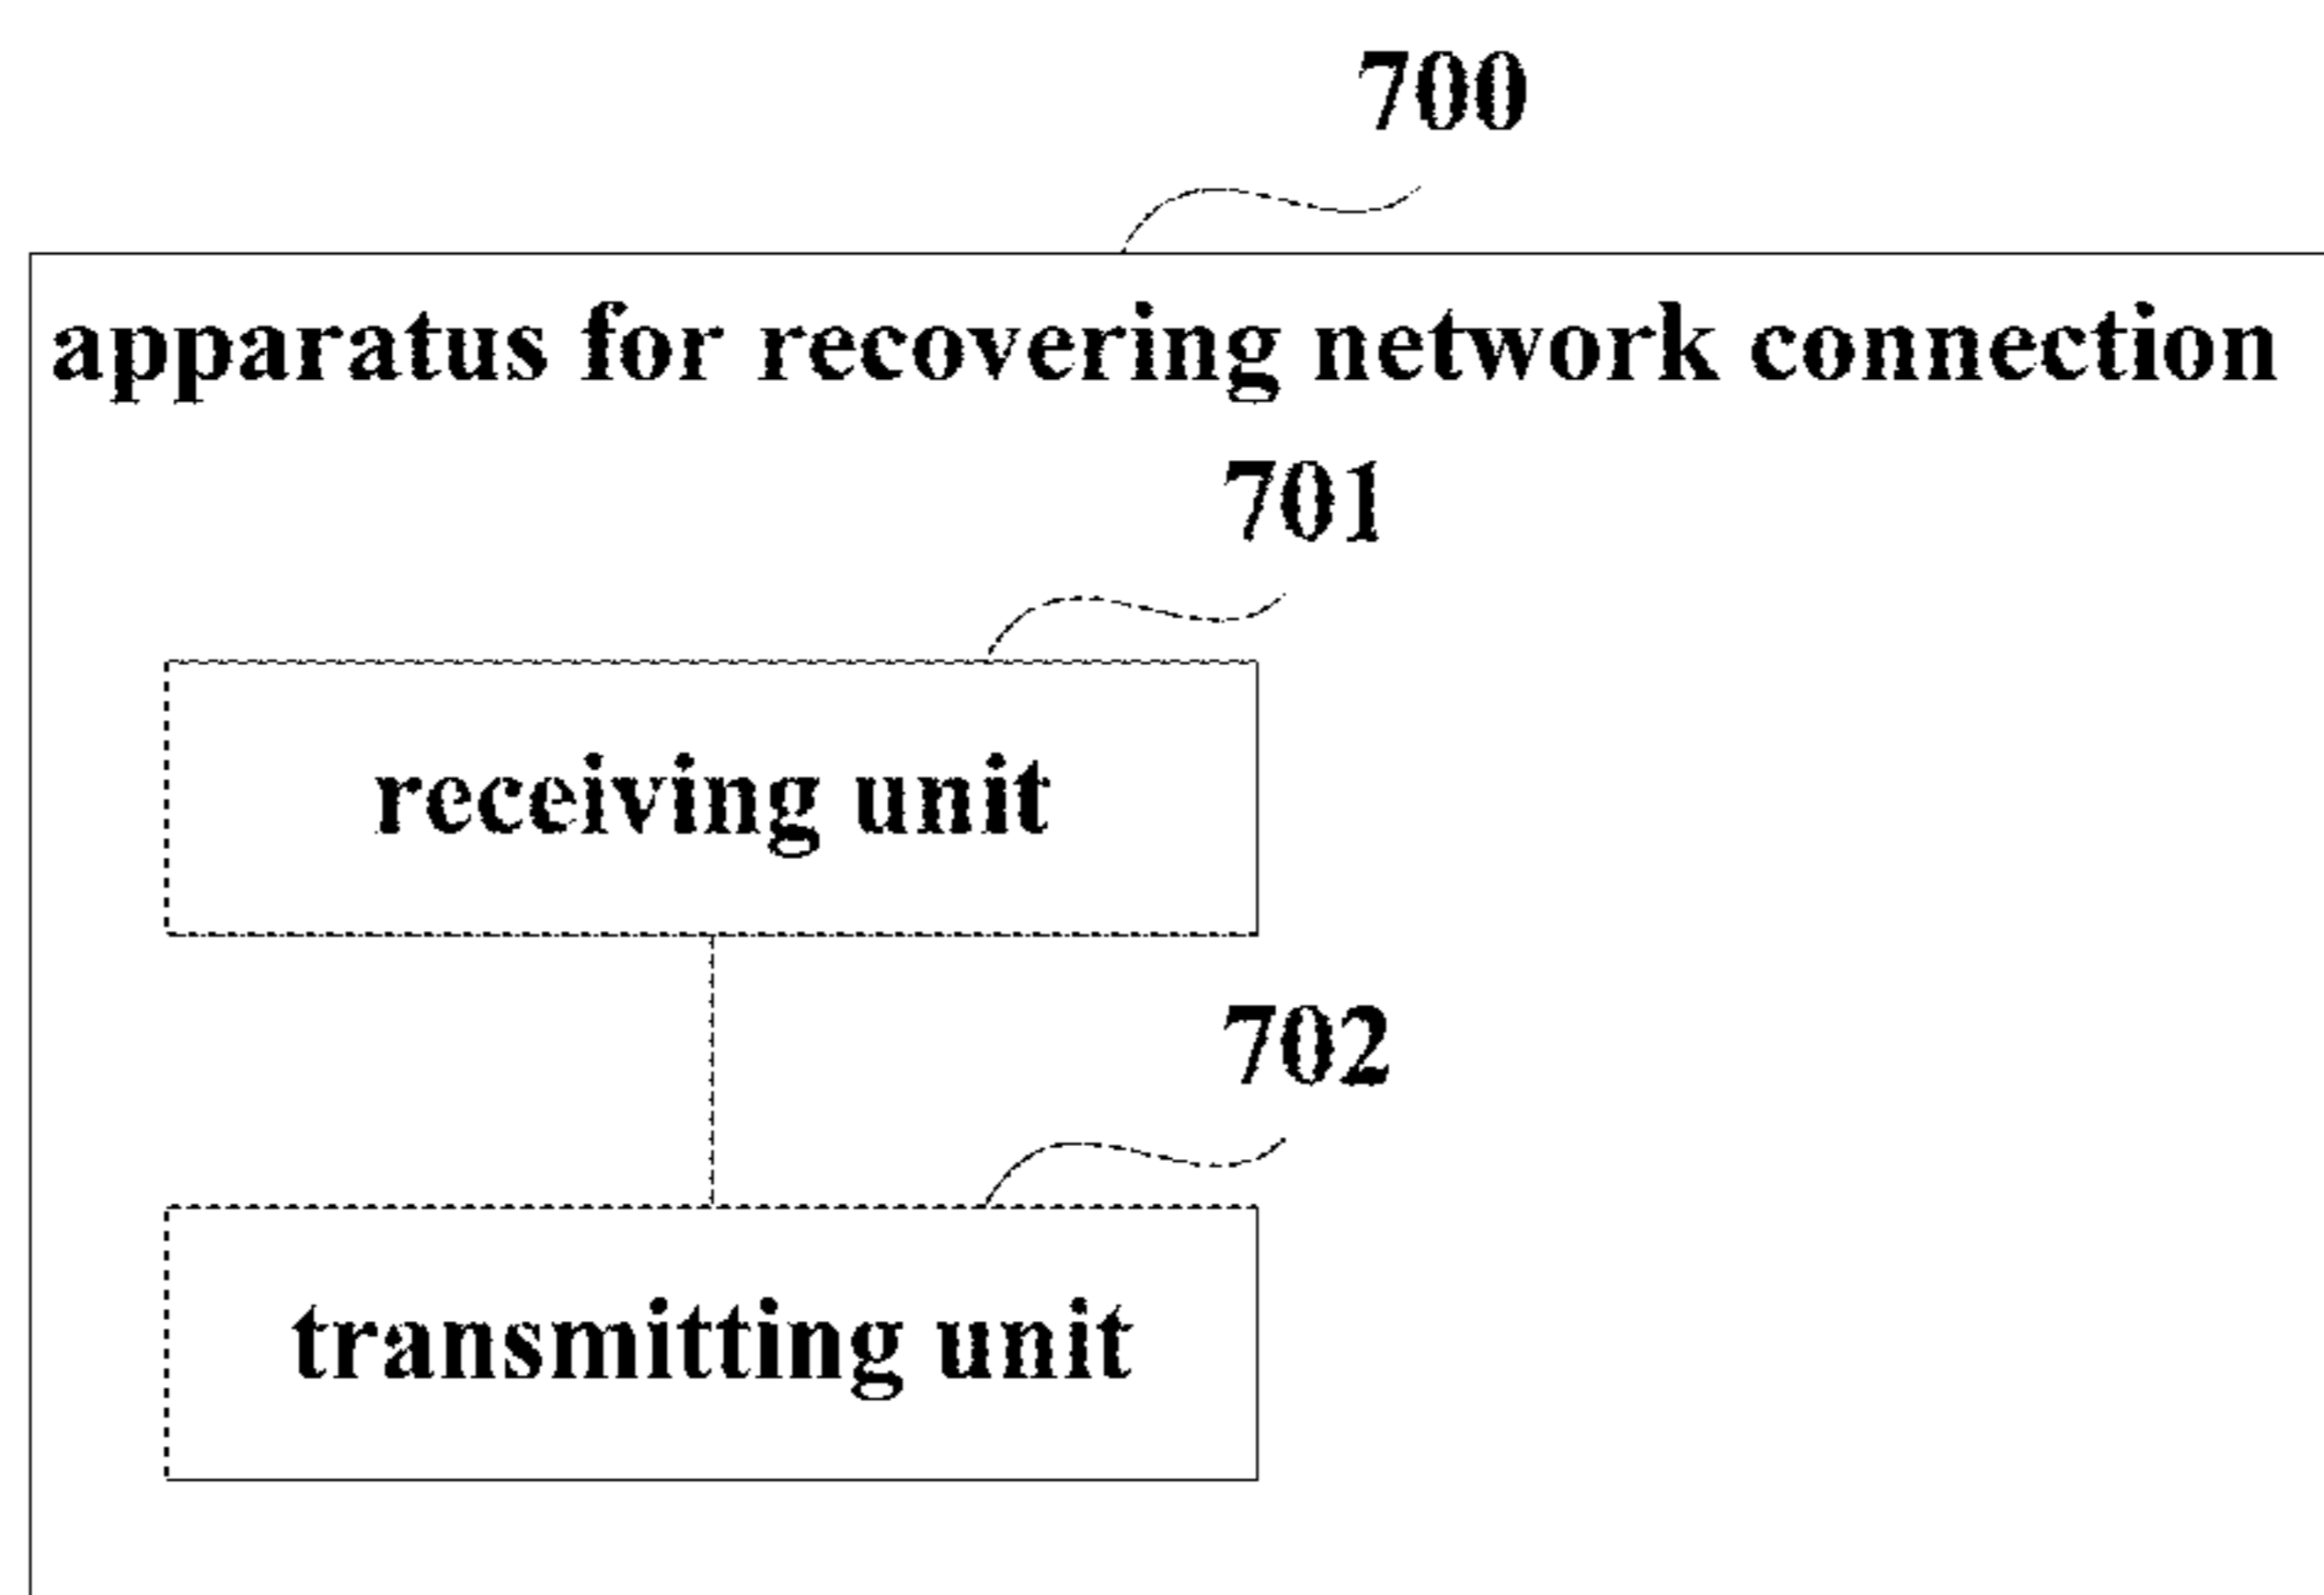 700
apparatus for recovering network connection
701
receiving unit
702
transmitting unit